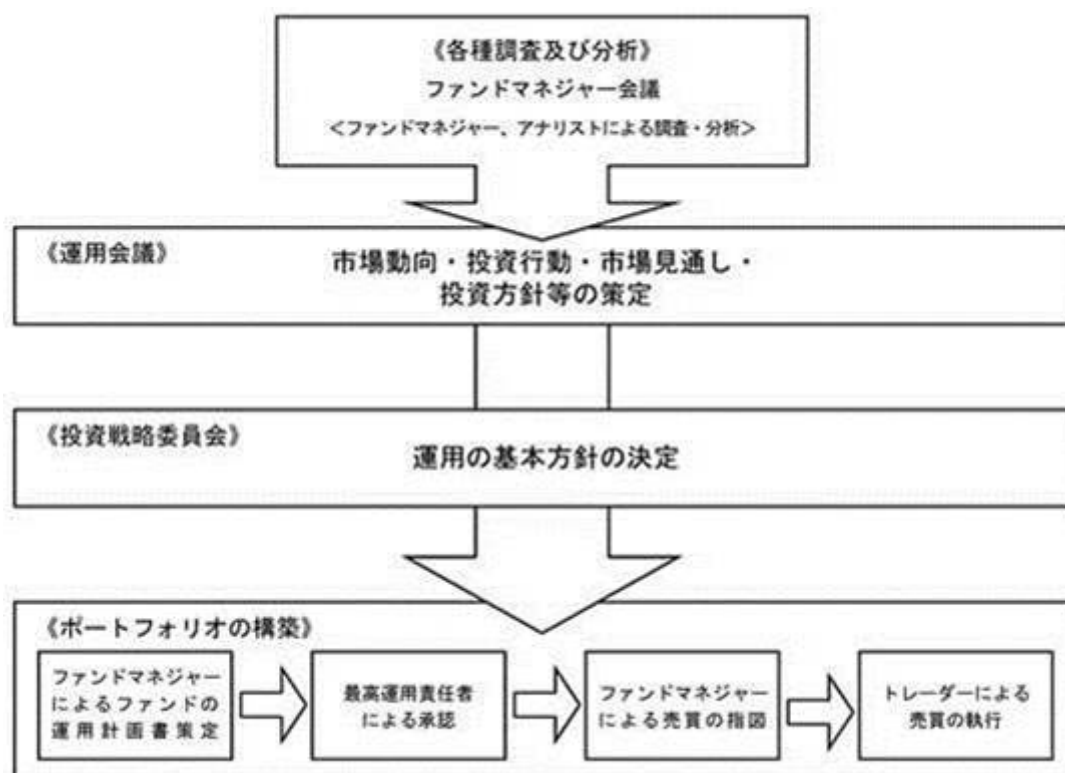 《各種調査及び分析》
ファンドマネジャー会議
＜ファンドマネジャー、アナリストによる調査・分析＞
《運用会議》
市場動向・投資行動・市場見通し・
投資方針等の策定
《投資戦略委員会》
運用の基本方針の決定
《ポートフォリオの構築》
ファンドマネジャー
によるファンドの
運用計画書策定
最高運用責任者
による承認
ファンドマネジャー
による売買の指図
トレーダーによる
売買の執行